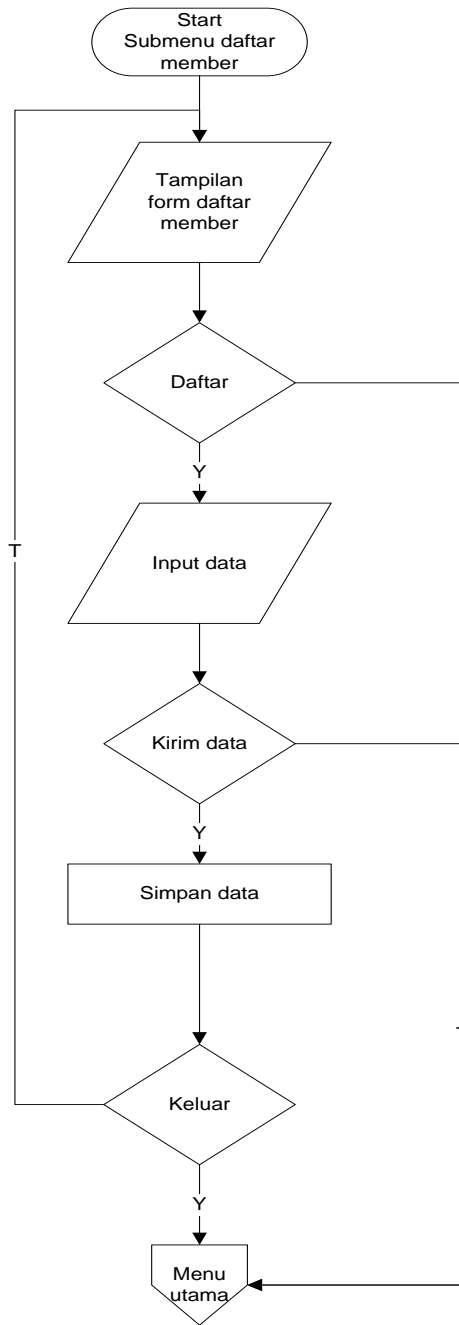 Start
Submenu daftar
member
Tampilan
form daftar
member
Daftar
Y
T
Input data
Kirim data
Y
Simpan data
Keluar
Y
Menu
utama